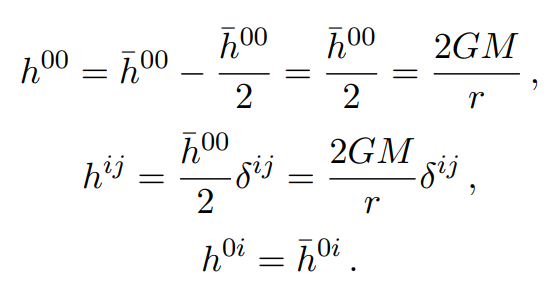 $h^{00} = \bar{h}^{00} - \frac{\bar{h}^{00}}{2} = \frac{\bar{h}^{00}}{2} = \frac{2GM}{r} \,,$
$h^{ij} = \frac{\bar{h}^{00}}{2} \delta^{ij} = \frac{2GM}{r} \delta^{ij} \,,$
$h^{0i} = \bar{h}^{0i} \,.$